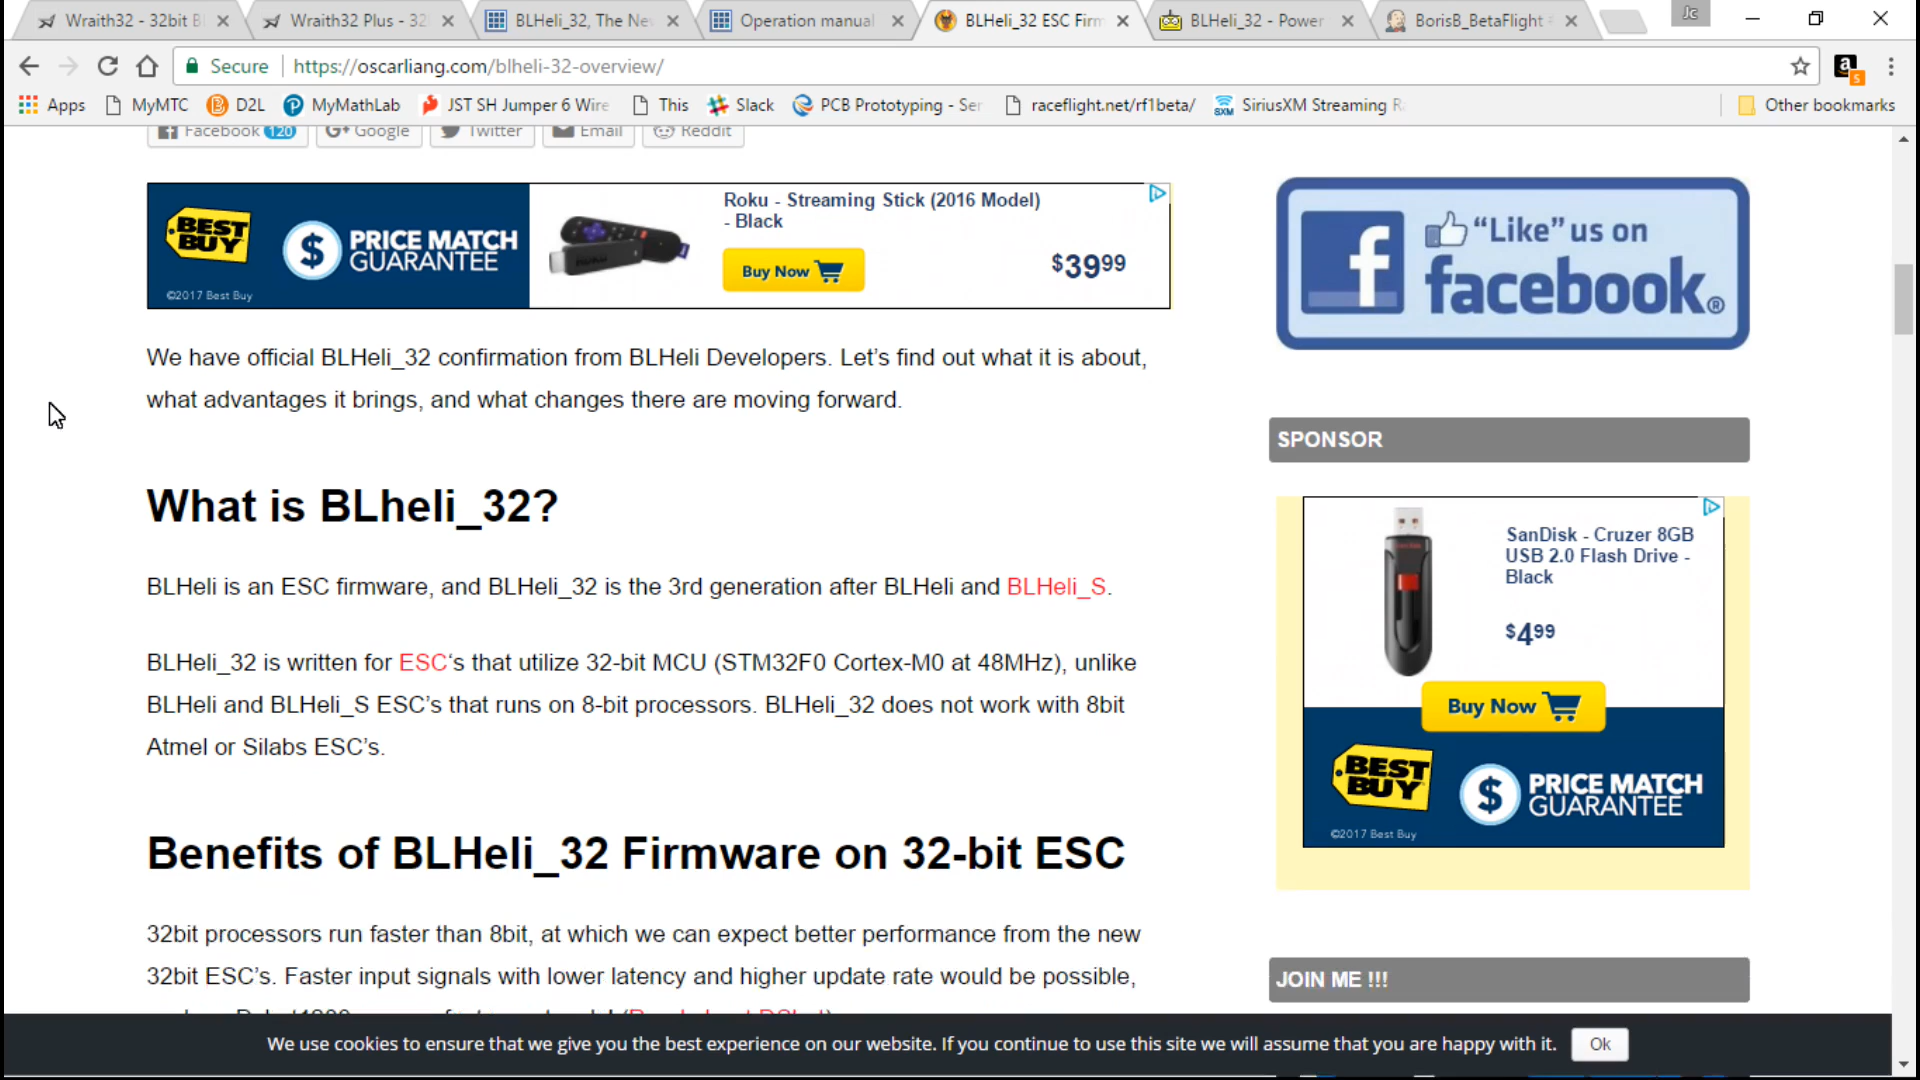 Wraith32 - 32bit Bl
Wraith32 Plus - 32
BLHeli_32, The Ne
Operation manual
BLHeli_32 ESC Firm
BLHeli_32 - Power
BorisB_BetaFlight
Jc
Secure
https://oscarliang.com/blheli-32-overview/
Apps
MyMTC
D2L
MyMathLab
JST SH Jumper 6 Wire
This
Slack
PCB Prototyping - Ser
raceflight.net/rf1beta/
SiriusXM Streaming R
Other bookmarks
Facebook 120
Google
Twitter
Email
Reddit
BEST BUY
PRICE MATCH
GUARANTEE
©2017 Best Buy
Roku - Streaming Stick (2016 Model)
- Black
Buy Now
$39.99
"Like" us on
facebook®
We have official BLHeli_32 confirmation from BLHeli Developers. Let’s find out what it is about,
what advantages it brings, and what changes there are moving forward.
SPONSOR
What is BLheli_32?
BLHeli is an ESC firmware, and BLHeli_32 is the 3rd generation after BLHeli and BLHeli_S.
BLHeli_32 is written for ESC‘s that utilize 32-bit MCU (STM32F0 Cortex-M0 at 48MHz), unlike
BLHeli and BLHeli_S ESC’s that runs on 8-bit processors. BLHeli_32 does not work with 8bit
Atmel or Silabs ESC’s.
SanDisk - Cruzer 8GB
USB 2.0 Flash Drive -
Black
$4.99
Buy Now
BEST BUY
PRICE MATCH
GUARANTEE
©2017 Best Buy
Benefits of BLHeli_32 Firmware on 32-bit ESC
32bit processors run faster than 8bit, at which we can expect better performance from the new
32bit ESC’s. Faster input signals with lower latency and higher update rate would be possible,
JOIN ME !!!
We use cookies to ensure that we give you the best experience on our website. If you continue to use this site we will assume that you are happy with it.
Ok